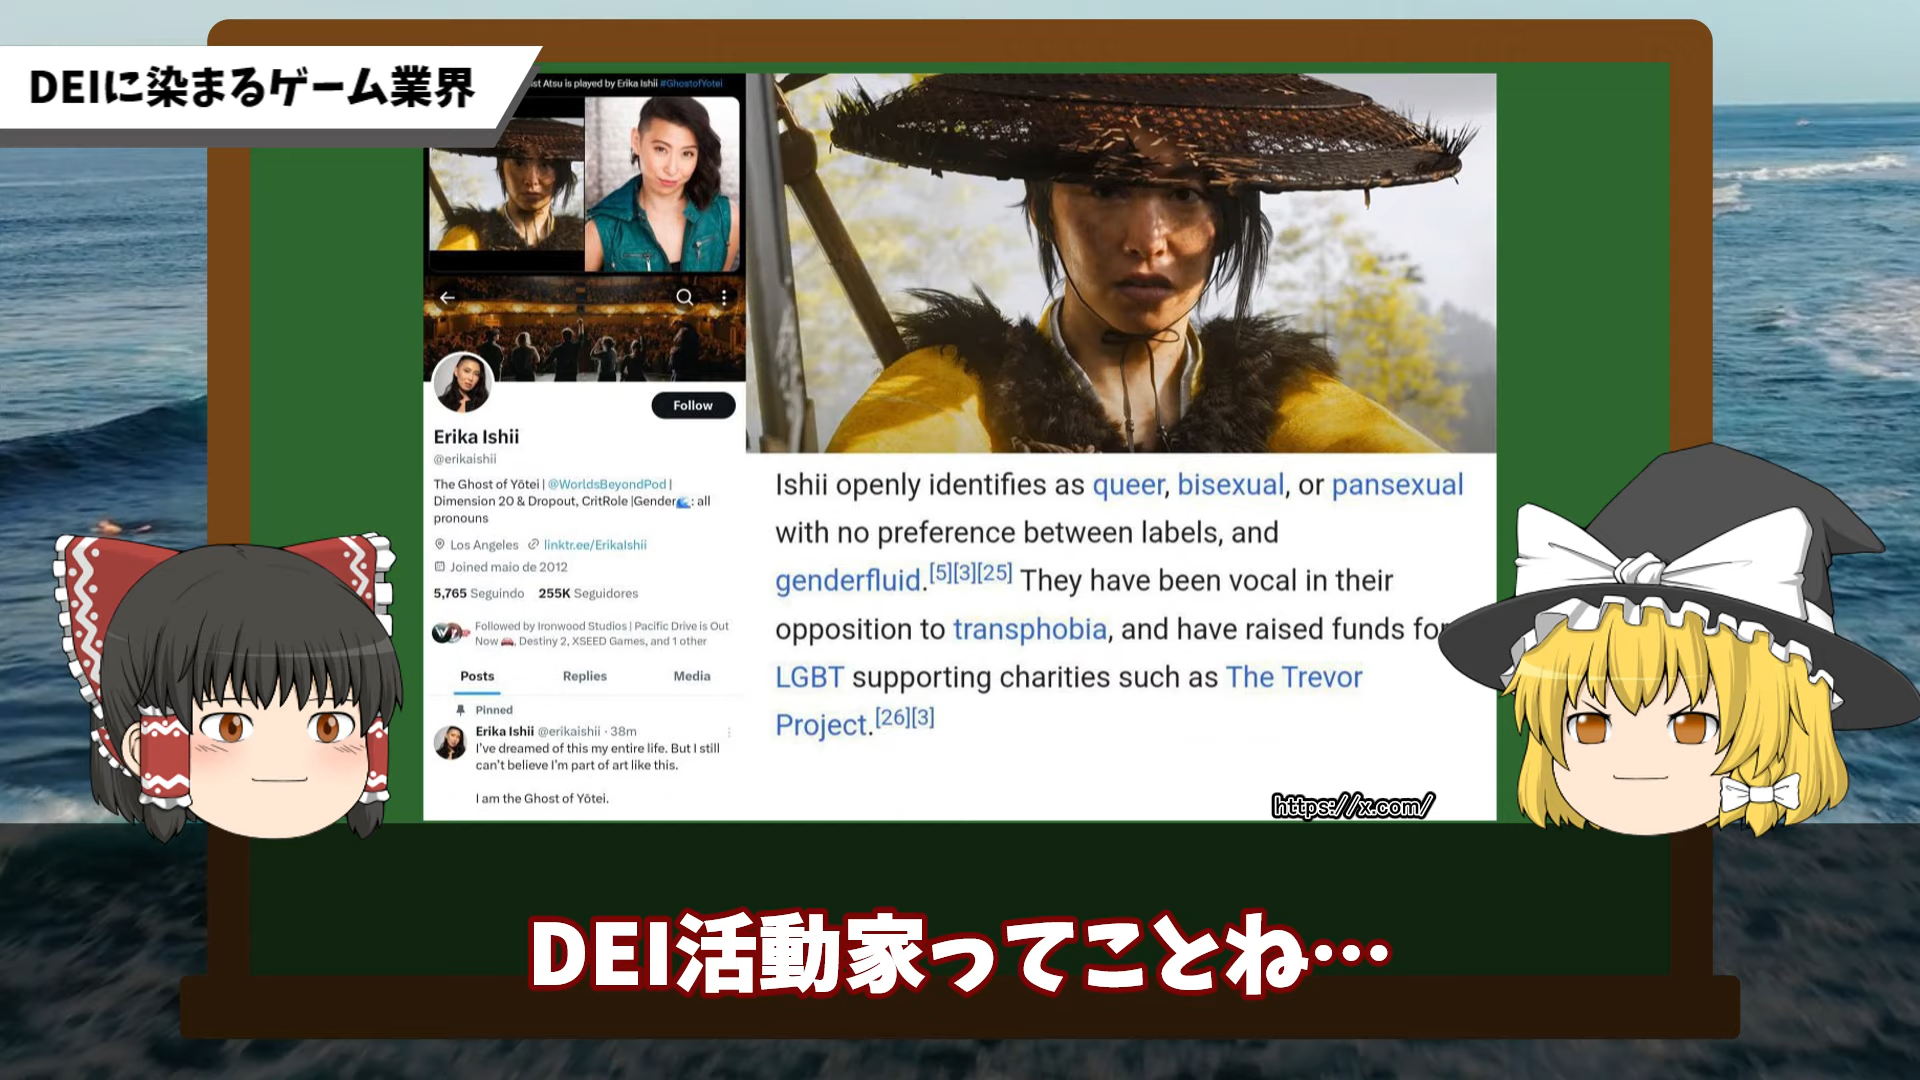 DEIに染まるゲーム業界
st Atsu is played by Erika Ishii #GhostofYotei
Follow
Erika Ishii
@erikaishii
The Ghost of Yōtei | @WorldsBeyondPod |
Dimension 20 & Dropout, CritRole |Gender🌊: all
pronouns
Los Angeles linktr.ee/ErikaIshii
Joined maio de 2012
5,765 Seguindo 255K Seguidores
Followed by Ironwood Studios | Pacific Drive is Out
Now 🚗, Destiny 2, XSEED Games, and 1 other
Posts Replies Media
Pinned
Erika Ishii @erikaishii · 38m
I've dreamed of this my entire life. But I still
can't believe I'm part of art like this.
I am the Ghost of Yōtei.
Ishii openly identifies as queer, bisexual, or pansexual
with no preference between labels, and
genderfluid.[5][3][25] They have been vocal in their
opposition to transphobia, and have raised funds for
LGBT supporting charities such as The Trevor
Project.[26][3]
https://x.com/
DEI活動家ってことね…